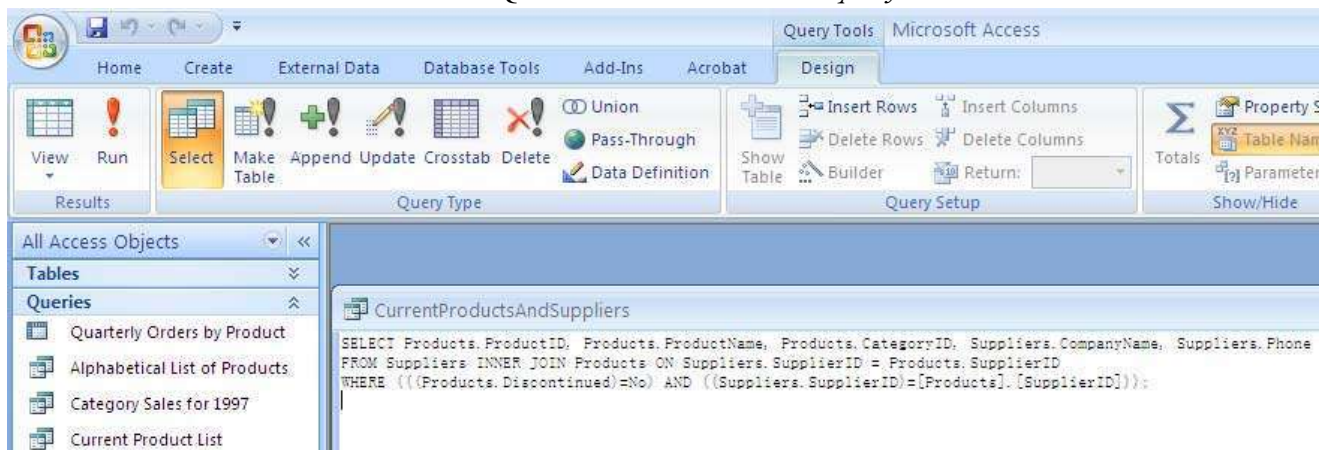 Query Tools Microsoft Access
Home Create External Data Database Tools Add-Ins Acrobat Design
View Run Select Make Table Append Update Crosstab Delete
Union
Pass-Through
Data Definition
Show Table
Insert Rows
Delete Rows
Builder
Insert Columns
Delete Columns
Return:
Totals
Property S
Table Nam
Parameter
Results Query Type Query Setup Show/Hide
All Access Objects
Tables
Queries
Quarterly Orders by Product
Alphabetical List of Products
Category Sales for 1997
Current Product List
CurrentProductsAndSuppliers
SELECT Products.ProductID, Products.ProductName, Products.CategoryID, Suppliers.CompanyName, Suppliers.Phone
FROM Suppliers INNER JOIN Products ON Suppliers.SupplierID = Products.SupplierID
WHERE (((Products.Discontinued)=No) AND ((Suppliers.SupplierID)=[Products].[SupplierID]));